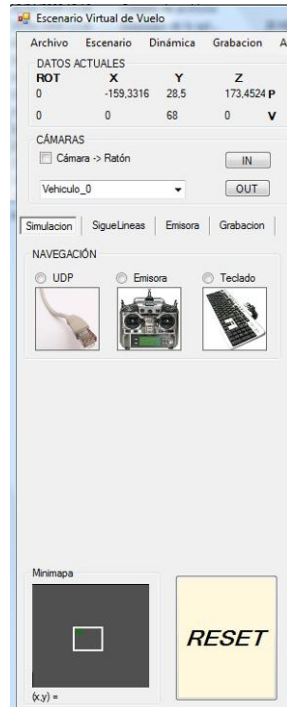 Escenario Virtual de Vuelo
Archivo Escenario Dinámica Grabacion A
DATOS ACTUALES
ROT X Y Z
0 -159,3316 28,5 173,4524 P
0 0 68 0 V
CÁMARAS
Cámara -> Ratón IN
Vehiculo_0 OUT
Simulacion SigueLineas Emisora Grabacion
NAVEGACIÓN
UDP Emisora Teclado
Minimapa
RESET
(x,y) =